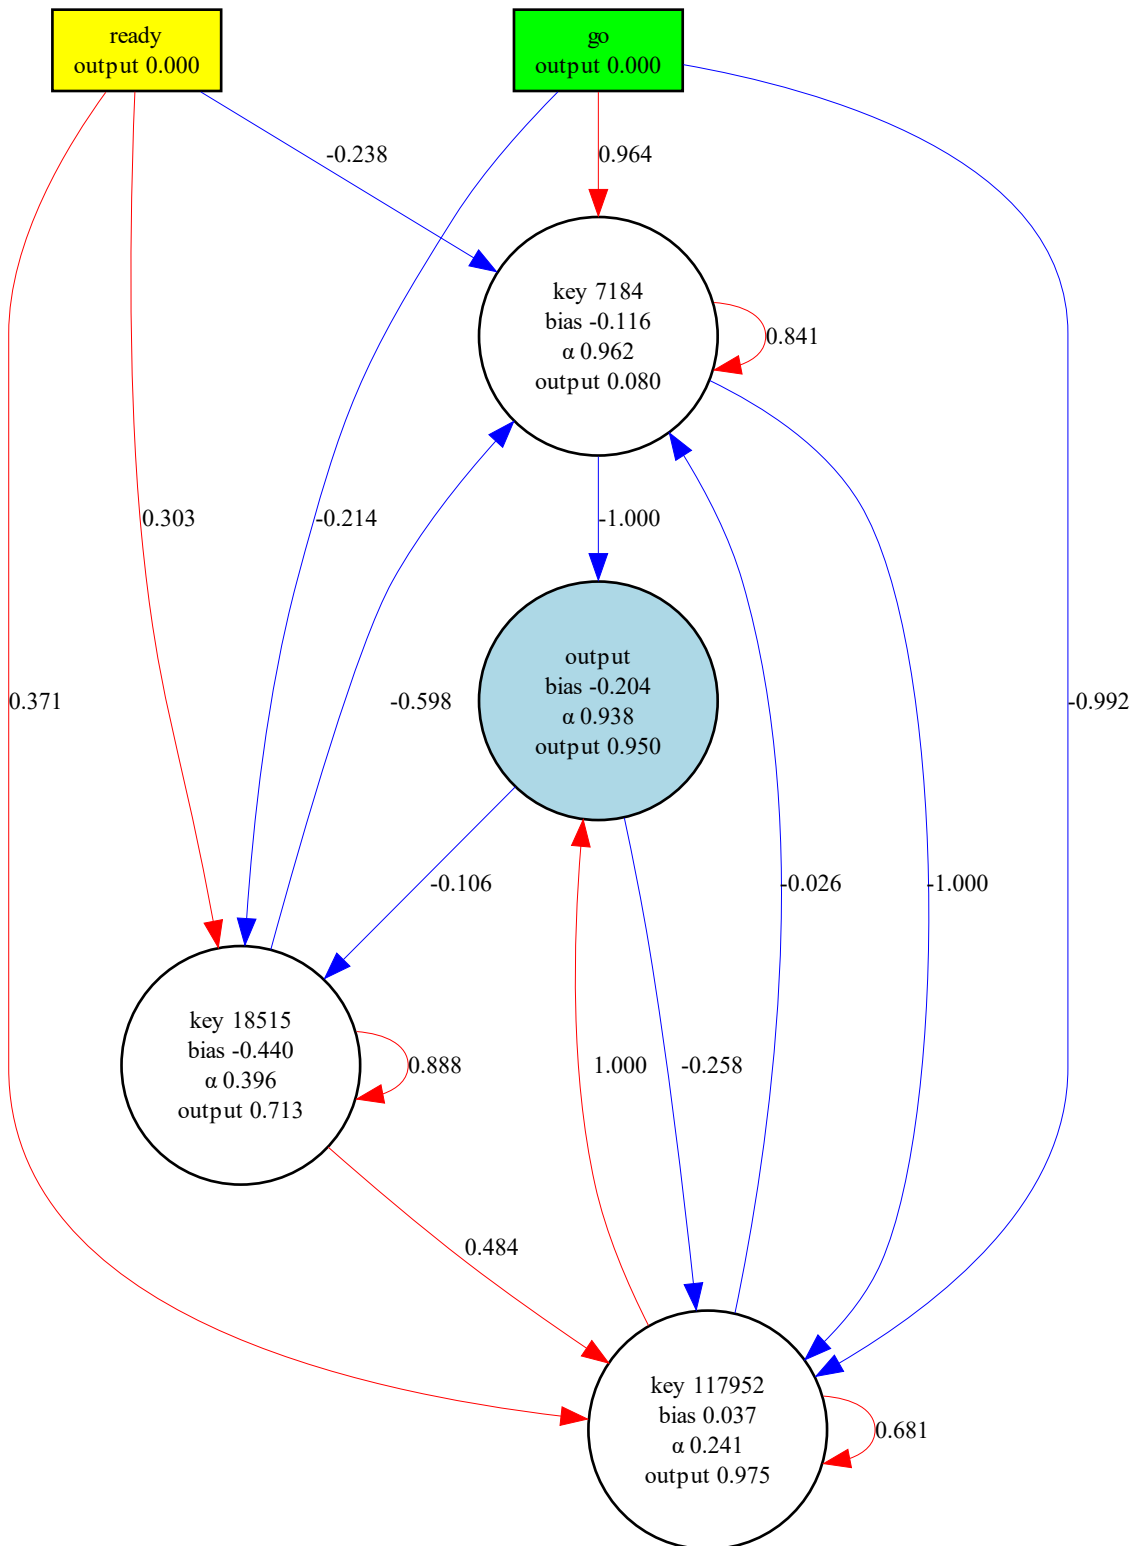 ready
output 0.000
go
output 0.000
-0.238
0.964
key 7184
bias -0.116
α 0.962
output 0.080
0.841
0.303
-0.214
-1.000
output
bias -0.204
α 0.938
output 0.950
0.371
-0.598
-0.992
-0.106
-0.026
-1.000
key 18515
bias -0.440
α 0.396
output 0.713
0.888
1.000
-0.258
0.484
key 117952
bias 0.037
α 0.241
output 0.975
0.681